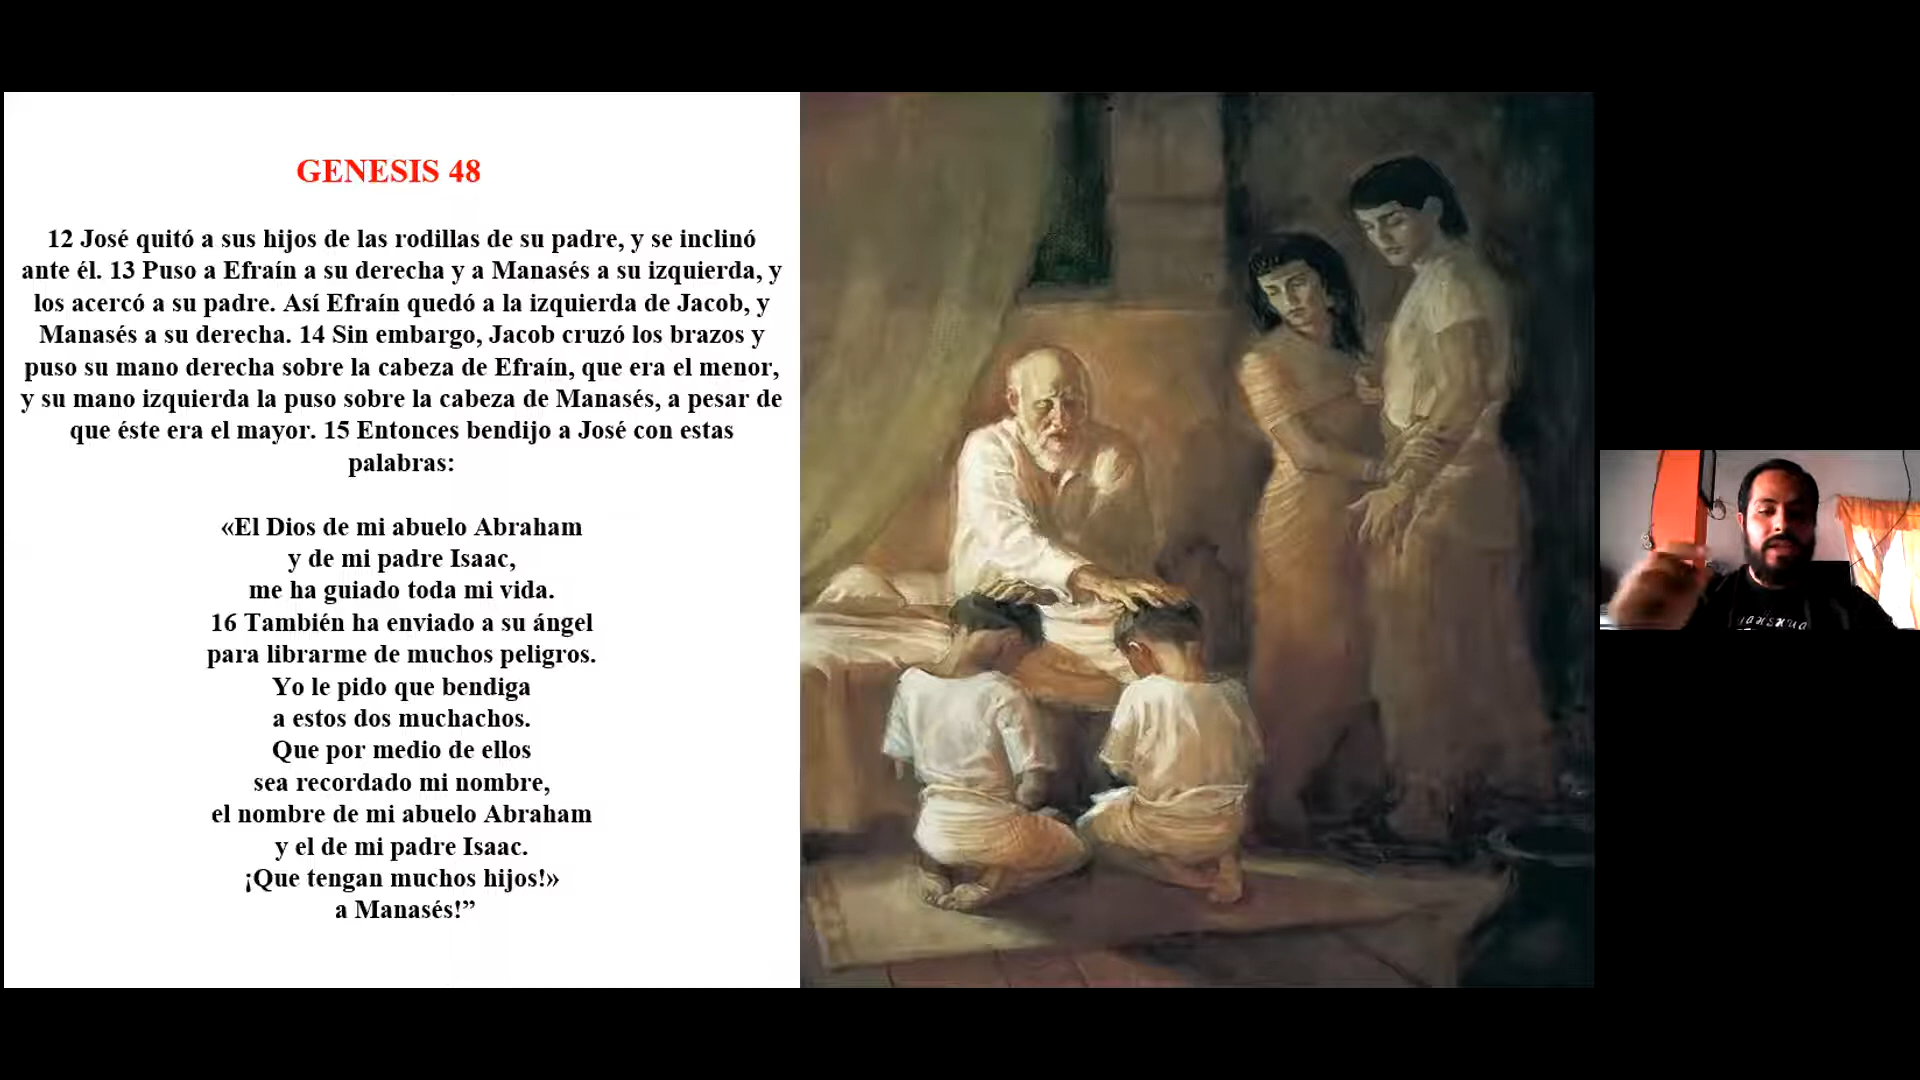 GENESIS 48
12 José quitó a sus hijos de las rodillas de su padre, y se inclinó
ante él. 13 Puso a Efraín a su derecha y a Manasés a su izquierda, y
los acercó a su padre. Así Efraín quedó a la izquierda de Jacob, y
Manasés a su derecha. 14 Sin embargo, Jacob cruzó los brazos y
puso su mano derecha sobre la cabeza de Efraín, que era el menor,
y su mano izquierda la puso sobre la cabeza de Manasés, a pesar de
que éste era el mayor. 15 Entonces bendijo a José con estas
palabras:
«El Dios de mi abuelo Abraham
y de mi padre Isaac,
me ha guiado toda mi vida.
16 También ha enviado a su ángel
para librarme de muchos peligros.
Yo le pido que bendiga
a estos dos muchachos.
Que por medio de ellos
sea recordado mi nombre,
el nombre de mi abuelo Abraham
y el de mi padre Isaac.
¡Que tengan muchos hijos!»
a Manasés!”
YAHSHUA